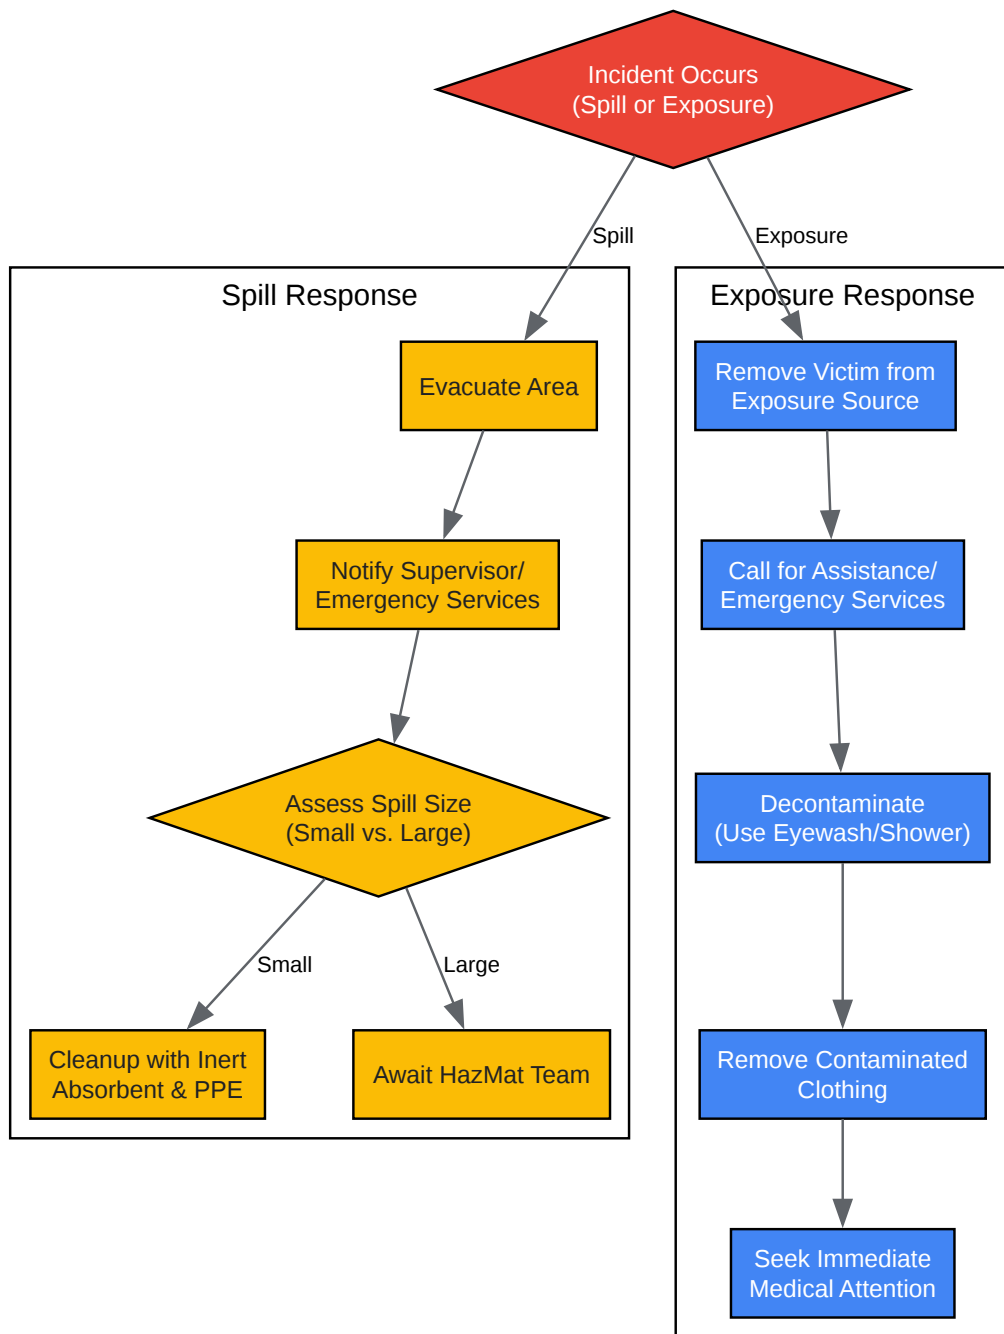 Incident Occurs
(Spill or Exposure)
Spill
Exposure
Spill Response
Evacuate Area
Notify Supervisor/
Emergency Services
Assess Spill Size
(Small vs. Large)
Small
Large
Cleanup with Inert
Absorbent & PPE
Await HazMat Team
Exposure Response
Remove Victim from
Exposure Source
Call for Assistance/
Emergency Services
Decontaminate
(Use Eyewash/Shower)
Remove Contaminated
Clothing
Seek Immediate
Medical Attention